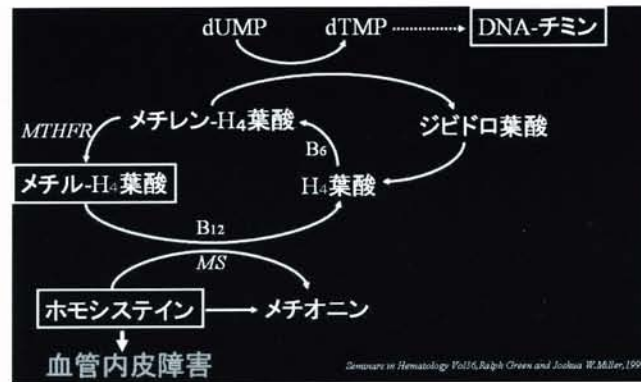 dUMP dTMP DNA-チミン
MTHFR メチレン-H4葉酸 ジビドロ葉酸
B6
メチル-H4葉酸 H4葉酸
B12
MS
ホモシステイン メチオニン
血管内皮障害
Seminars in Hematology Vol36, Ralph Green and Joshua W. Miller, 199